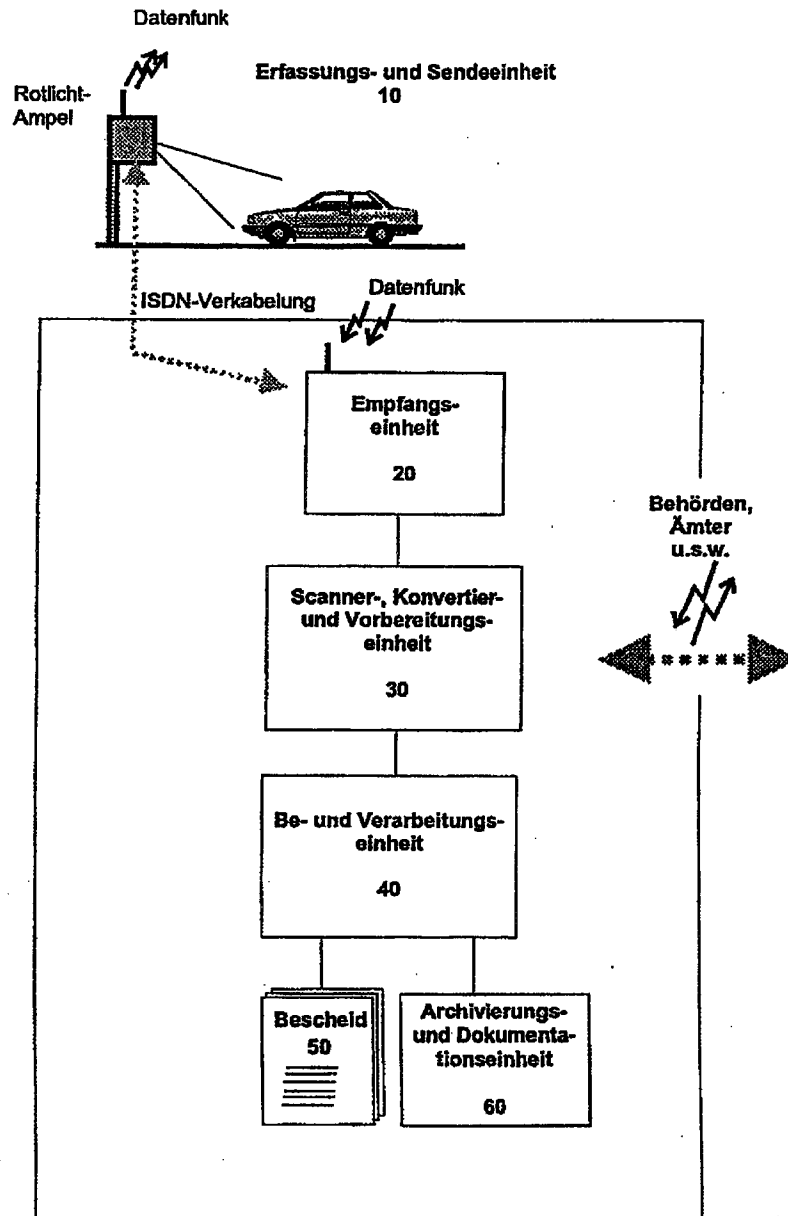 Datenfunk
Erfassungs- und Sendeeinheit
10
Rotlicht-
Ampel
ISDN-Verkabelung
Datenfunk
Empfangs-
einheit
20
Behörden,
Ämter
u.s.w.
Scanner-, Konvertier-
und Vorbereitungs-
einheit
30
Be- und Verarbeitungs-
einheit
40
Bescheid
50
Archivierungs-
und Dokumenta-
tionseinheit
60